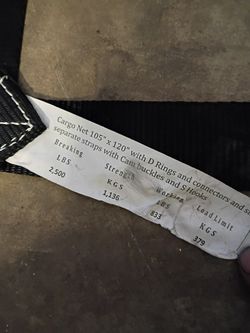 Cargo Net 105" x 120" with D Rings and connectors and
separate straps with Cam buckles and S Hooks
Breaking Strength Working Load Limit
LBS KGS LBS KGS
2,500 1,136 833 379